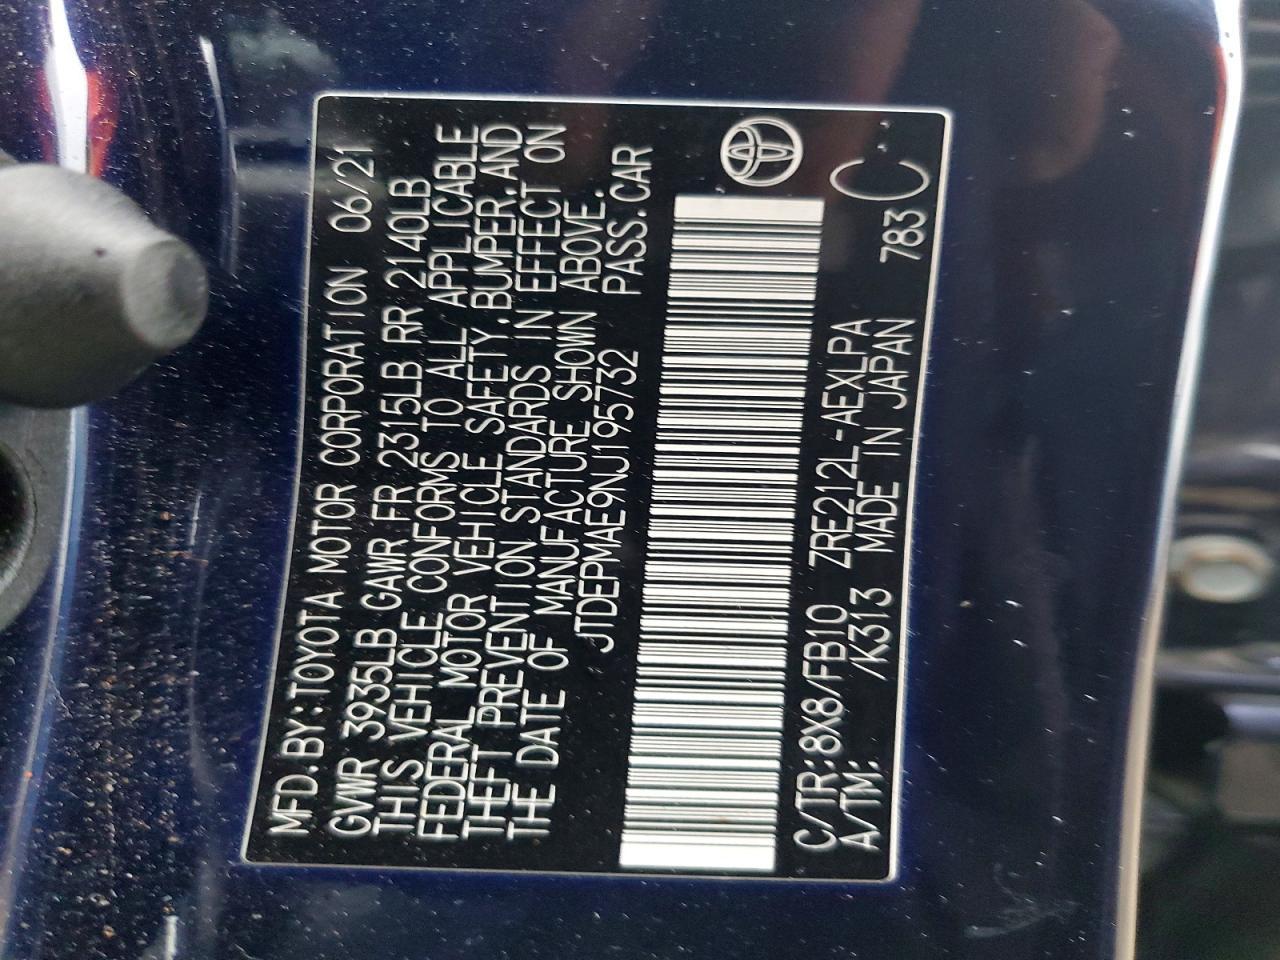 MFD.BY:TOYOTA MOTOR CORPORATION 06/21
GVWR 3935LB GAWR FR 2315LB RR 2140LB
THIS VEHICLE CONFORMS TO ALL APPLICABLE
FEDERAL MOTOR VEHICLE SAFETY,BUMPER,AND
THEFT PREVENTION STANDARDS IN EFFECT ON
THE DATE OF MANUFACTURE SHOWN ABOVE.
JTDEPMAE9NJ195732 PASS.CAR
C/TR:8X8/FB10 ZRE212L-AEXLPA C
A/TM: /K313 MADE IN JAPAN 783